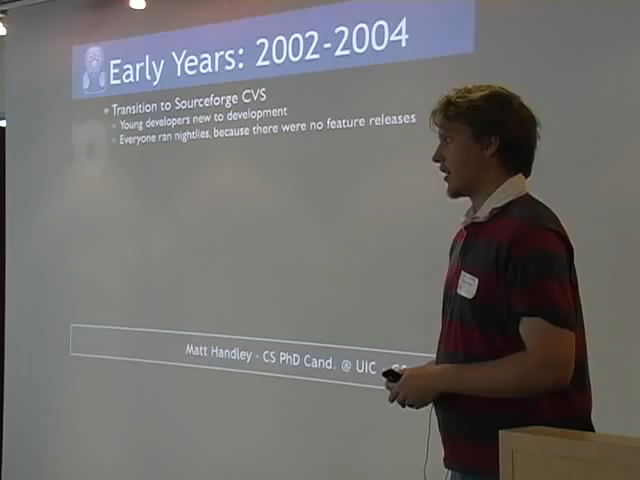 Early Years: 2002-2004
Transition to Sourceforge CVS
Young developers new to development
Everyone ran nightlies, because there were no feature releases
Matt Handley - CS PhD Cand. @ UIC